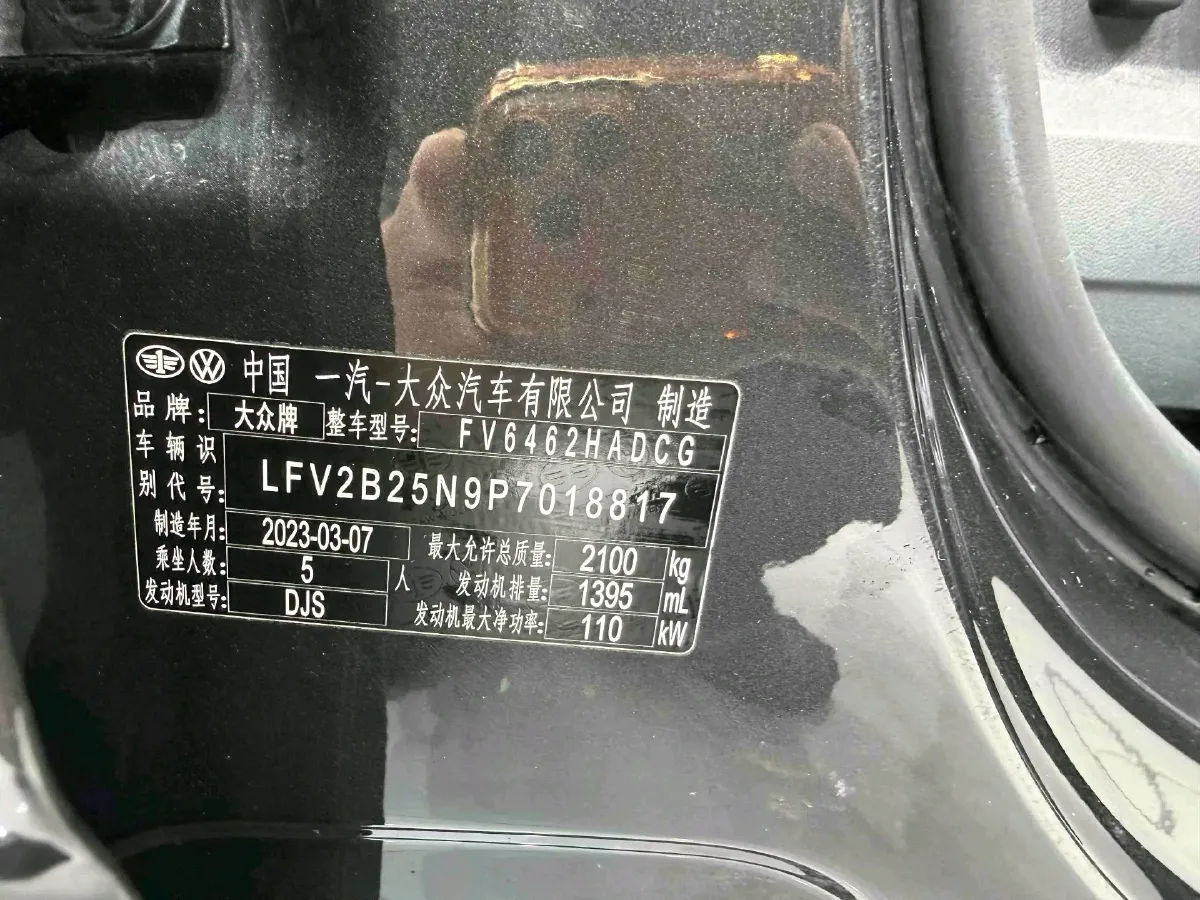 中国 一汽-大众汽车有限公司 制造
品牌: 大众牌 整车型号: FV6462HADCG
车辆识别代号: LFV2B25N9P7018817
制造年月: 2023-03-07 最大允许总质量: 2100 kg
乘坐人数: 5 人 发动机排量: 1395 mL
发动机型号: DJS 发动机最大净功率: 110 kW